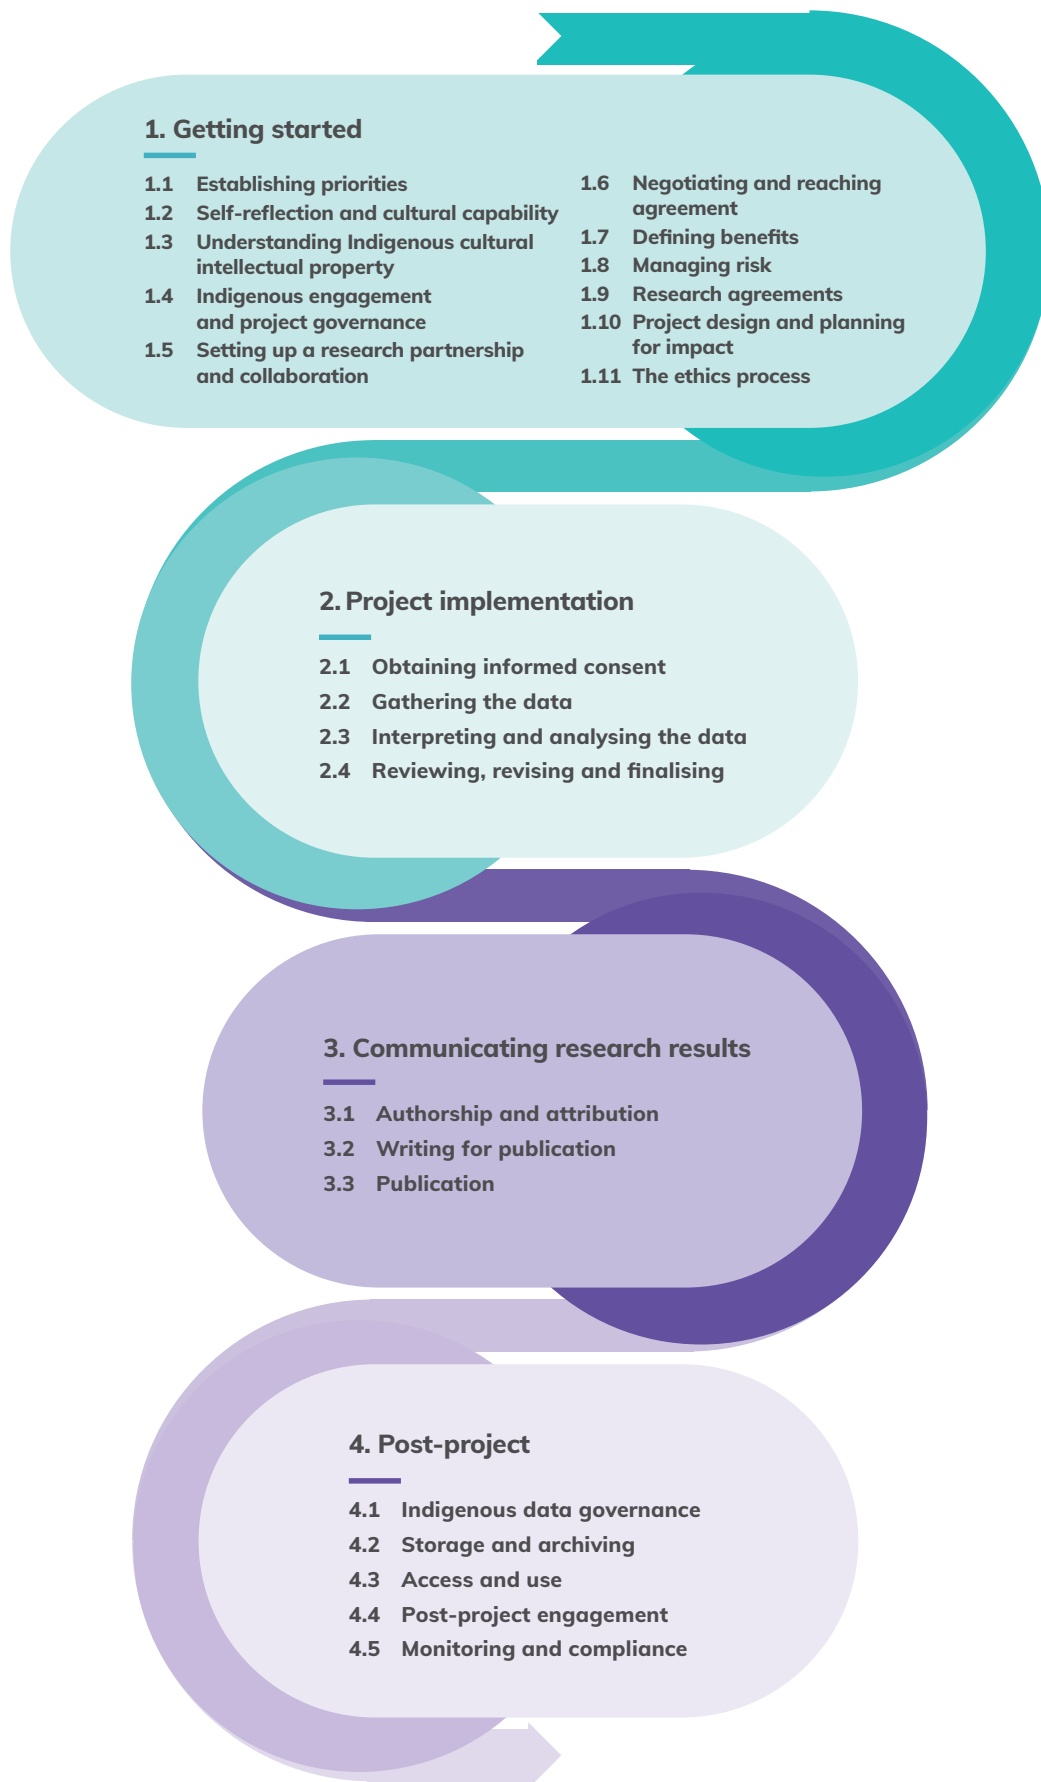 1. Getting started
1.1 Establishing priorities
1.2 Self-reflection and cultural capability
1.3 Understanding Indigenous cultural
intellectual property
1.4 Indigenous engagement
and project governance
1.5 Setting up a research partnership
and collaboration
1.6 Negotiating and reaching
agreement
1.7 Defining benefits
1.8 Managing risk
1.9 Research agreements
1.10 Project design and planning
for impact
1.11 The ethics process
2. Project implementation
2.1 Obtaining informed consent
2.2 Gathering the data
2.3 Interpreting and analysing the data
2.4 Reviewing, revising and finalising
3. Communicating research results
3.1 Authorship and attribution
3.2 Writing for publication
3.3 Publication
4. Post-project
4.1 Indigenous data governance
4.2 Storage and archiving
4.3 Access and use
4.4 Post-project engagement
4.5 Monitoring and compliance